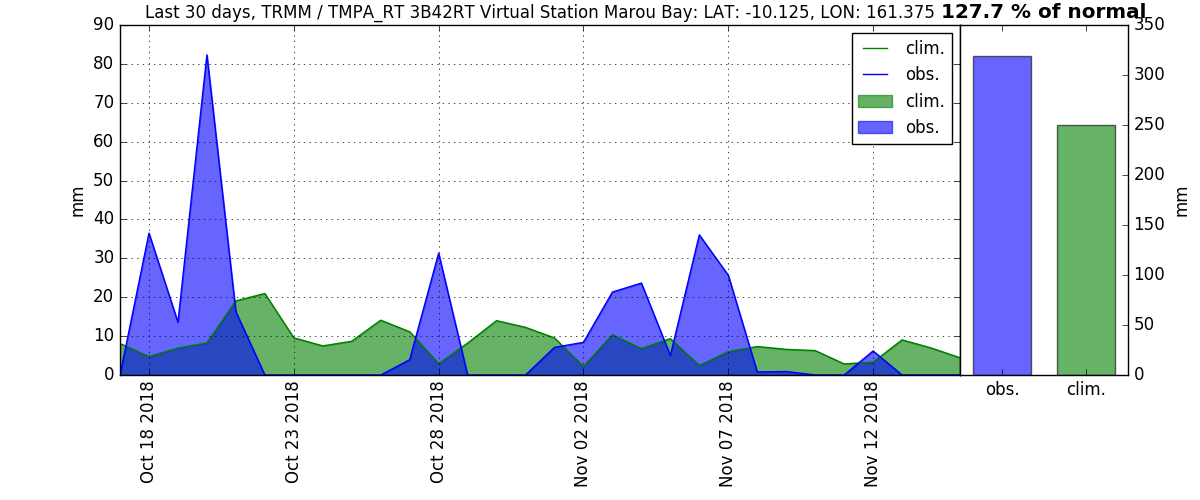 Last 30 days, TRMM / TMPA_RT 3B42RT Virtual Station Marou Bay: LAT: -10.125, LON: 161.375 127.7 % of normal
90
80
70
60
50
40
30
20
10
0
mm
clim.
obs.
clim.
obs.
350
300
250
200
150
100
50
0
mm
obs. clim.
Oct 18 2018
Oct 23 2018
Oct 28 2018
Nov 02 2018
Nov 07 2018
Nov 12 2018